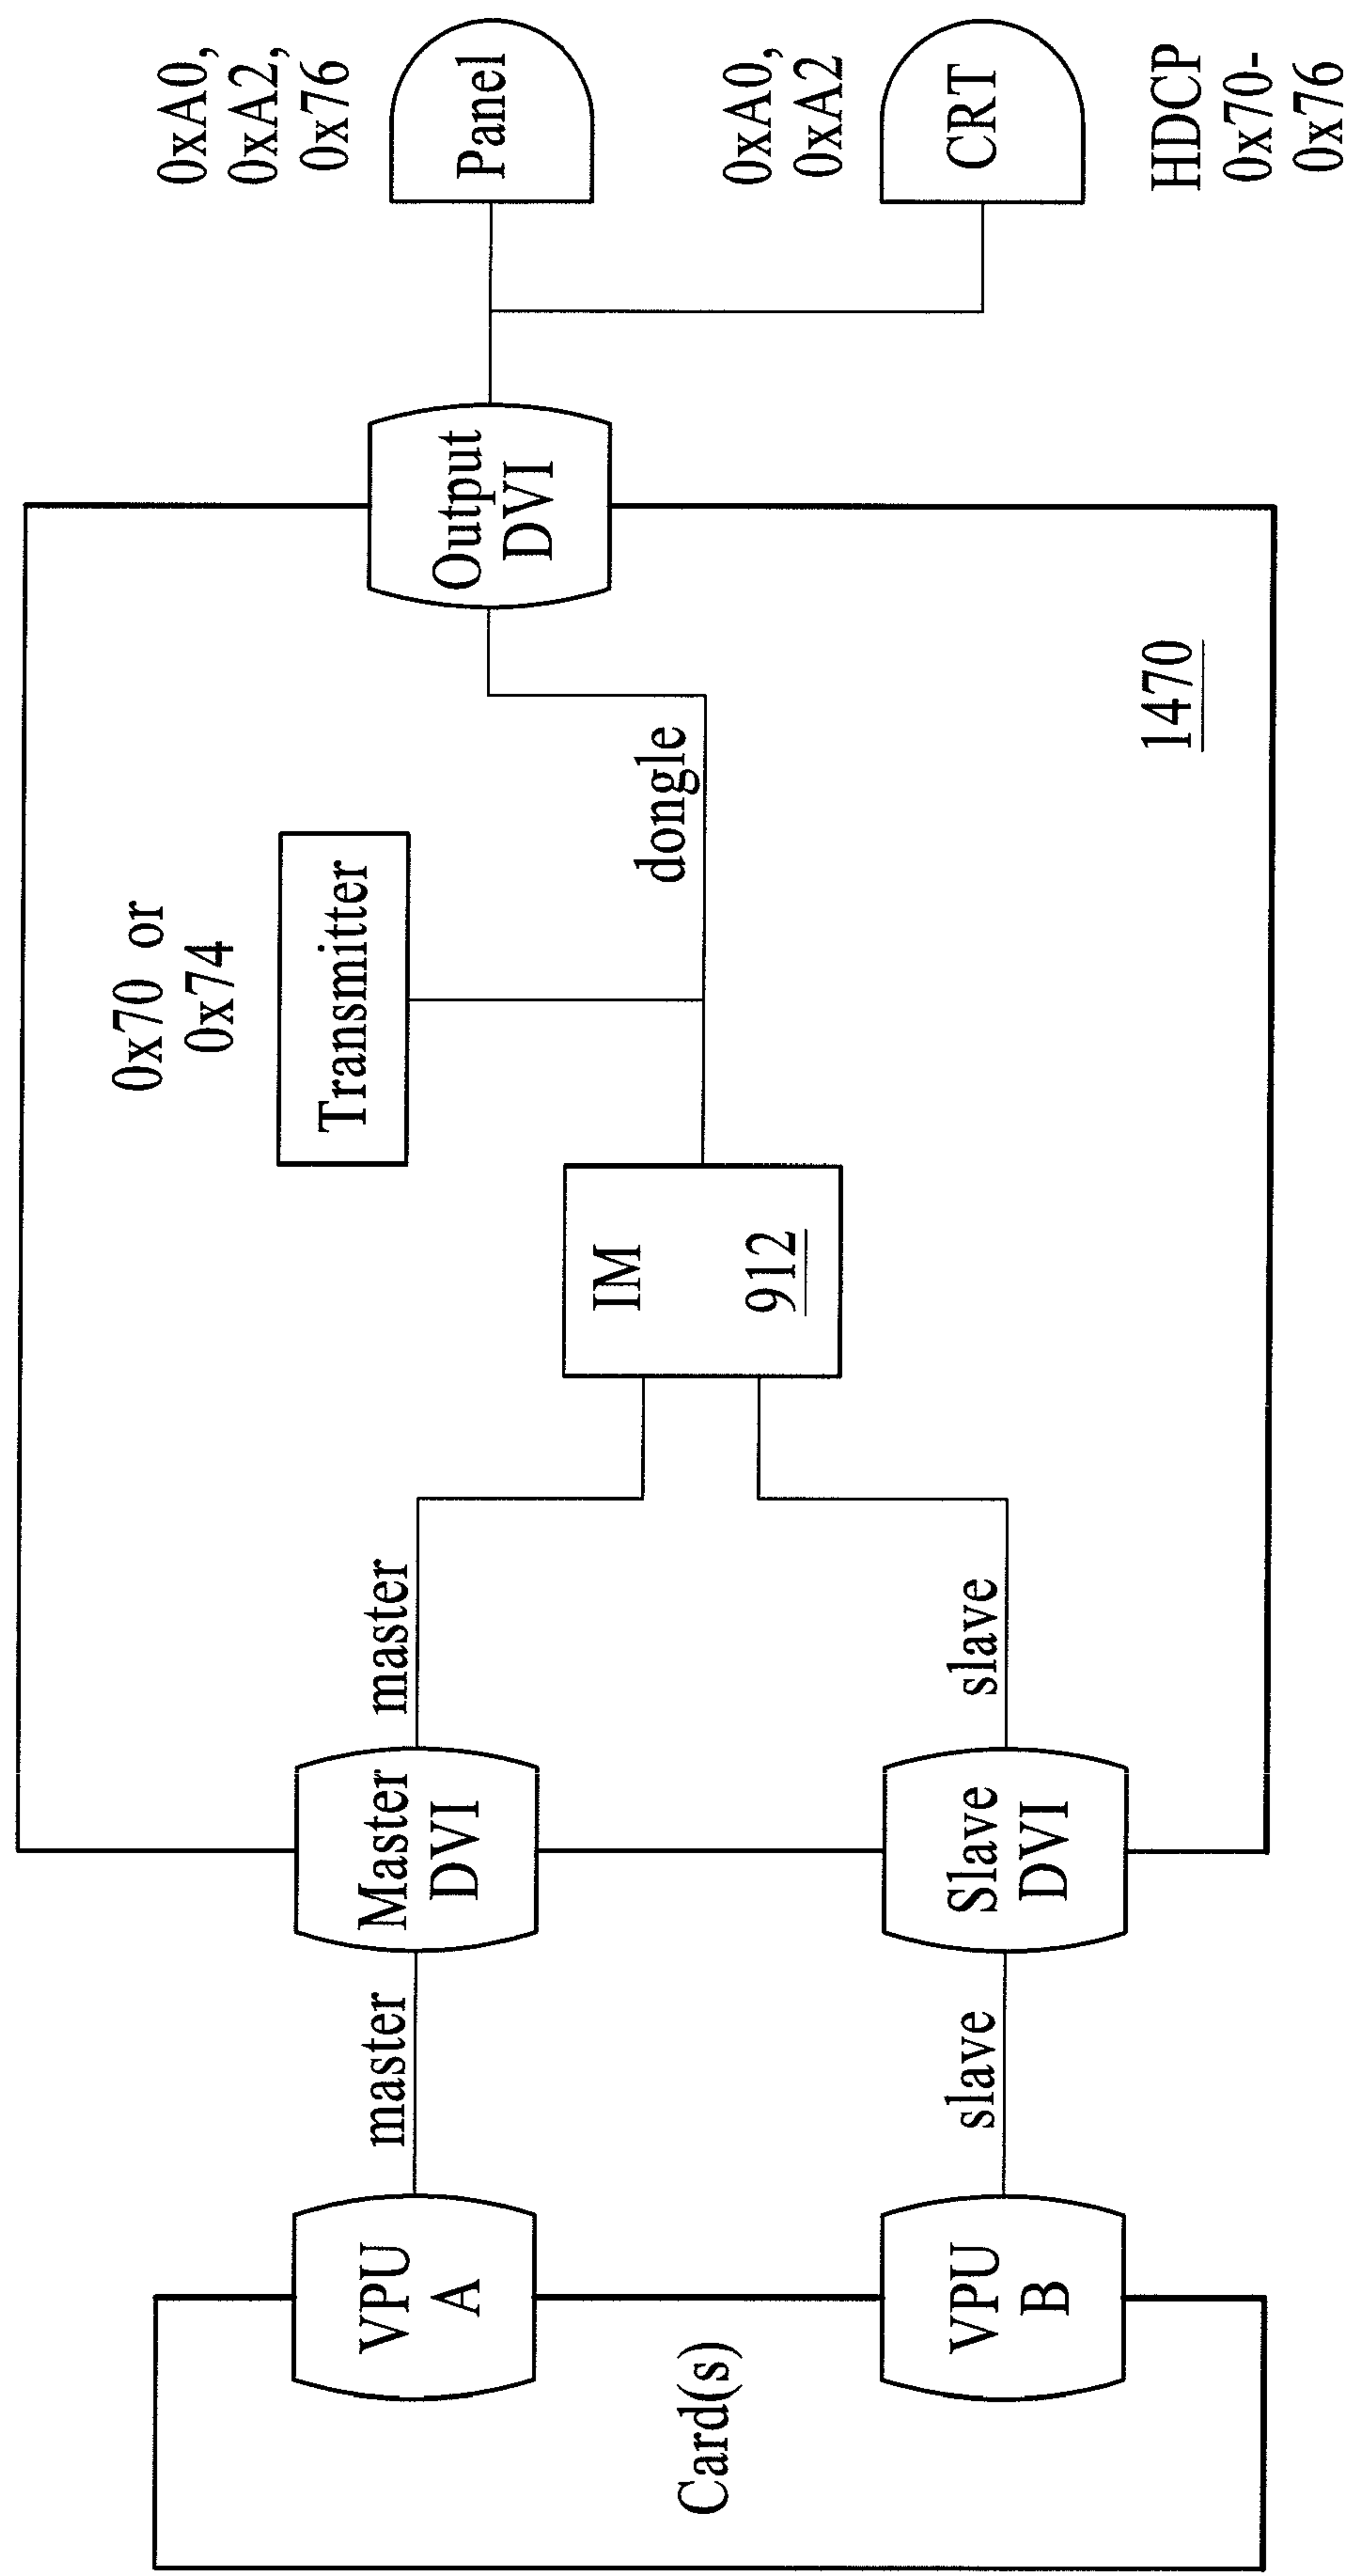 0xA0,
0xA2,
0x76
Panel
0xA0,
0xA2
CRT
HDCP
0x70-
0x76
Output
DVI
0x70 or
0x74
Transmitter
dongle
1470
IM
912
master
slave
Master
DVI
Slave
DVI
master
slave
VPU
A
VPU
B
Card(s)